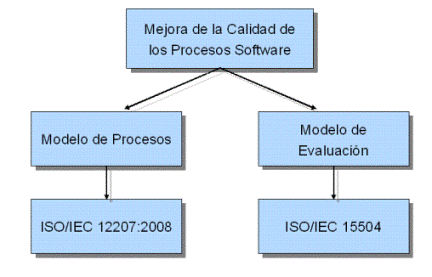 Mejora de la Calidad de
los Procesos Software
Modelo de Procesos
Modelo de
Evaluación
ISO/IEC 12207:2008
ISO/IEC 15504